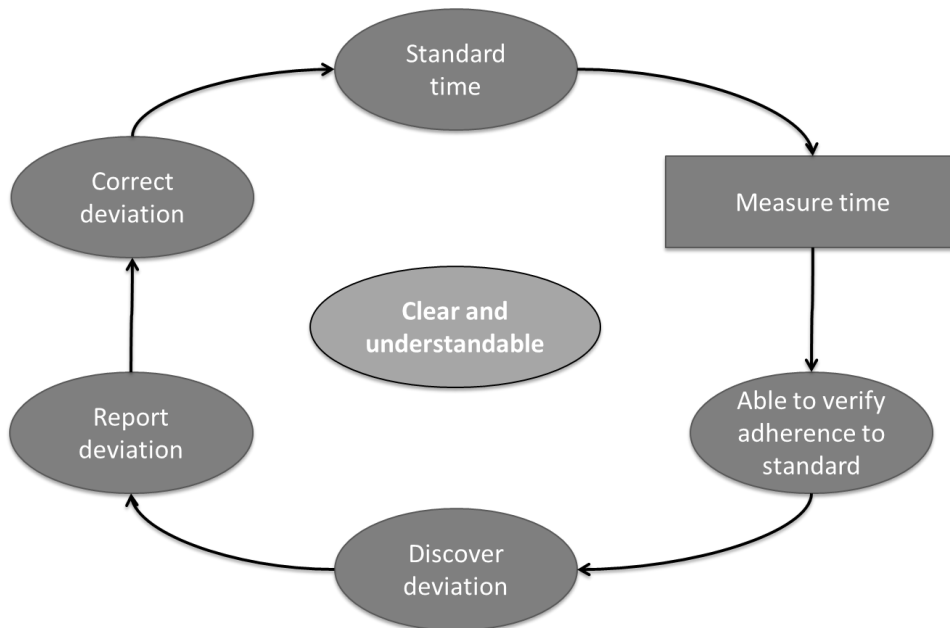 Standard
time
Correct
deviation
Measure time
Clear and
understandable
Report
deviation
Able to verify
adherence to
standard
Discover
deviation